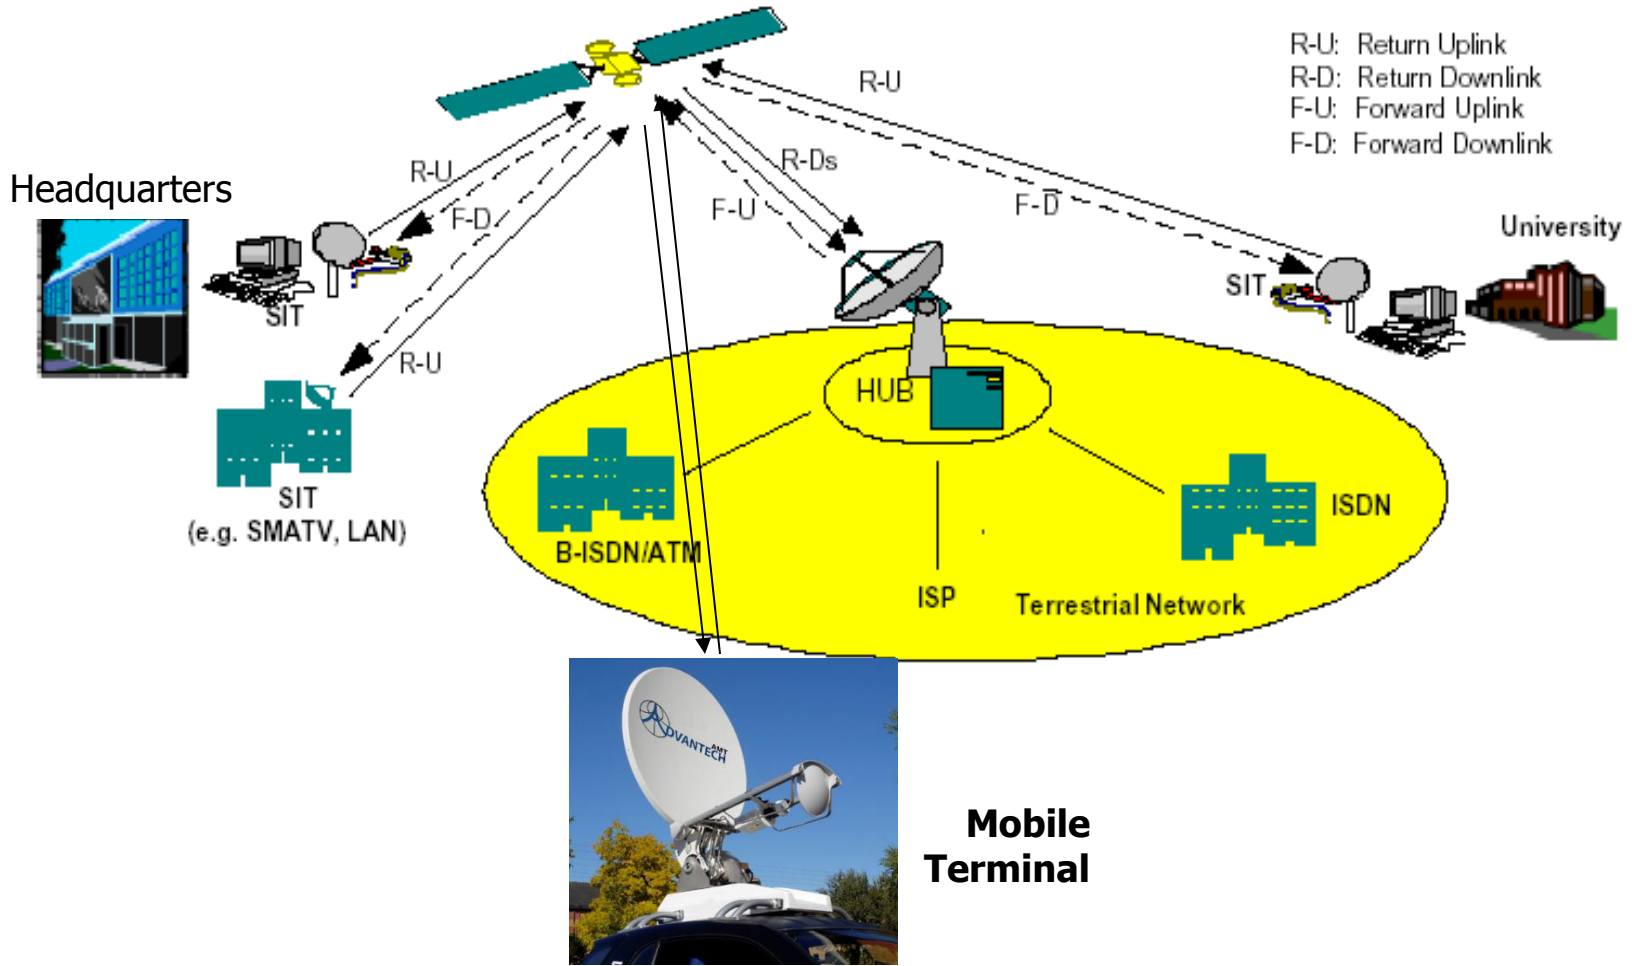 R-U: Return Uplink
R-D: Return Downlink
F-U: Forward Uplink
F-D: Forward Downlink
R-U
R-U
R-Ds
F-D
F-U
F-D
Headquarters
University
SIT
SIT
R-U
HUB
SIT
(e.g. SMATV, LAN)
ISDN
B-ISDN/ATM
ISP
Terrestrial Network
ADVANTECH
AMT
Mobile
Terminal